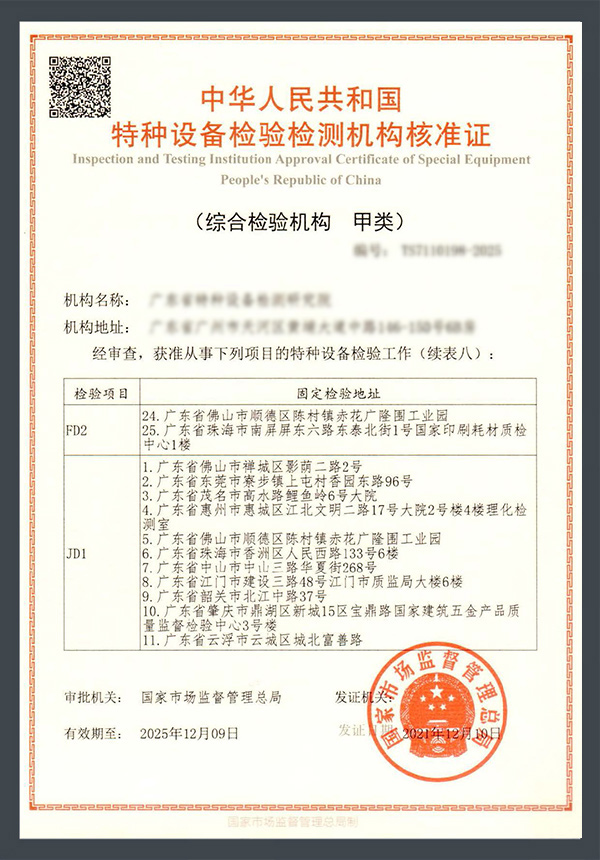 中华人民共和国
特种设备检验检测机构核准证
Inspection and Testing Institution Approval Certificate of Special Equipment
People's Republic of China
（综合检验机构　甲类）
机构名称：
机构地址：
经审查，获准从事下列项目的特种设备检验工作（续表八）：
检验项目 固定检验地址
FD2
24. 广东省佛山市顺德区陈村镇赤花广隆围工业园
25. 广东省珠海市南屏屏东六路东泰北街1号国家印刷耗材质检
中心1楼
JD1
1. 广东省佛山市禅城区影荫二路2号
2. 广东省东莞市寮步镇上屯村香园东路96号
3. 广东省茂名市高水路鲤鱼岭6号大院
4. 广东省惠州市惠城区江北文明二路17号大院2号楼4楼理化检
测室
5. 广东省佛山市顺德区陈村镇赤花广隆围工业园
6. 广东省珠海市香洲区人民西路133号6楼
7. 广东省中山市中山三路华夏街268号
8. 广东省江门市建设三路48号江门市质监局大楼6楼
9. 广东省韶关市北江中路37号
10. 广东省肇庆市鼎湖区新城15区宝鼎路国家建筑五金产品质
量监督检验中心3号楼
11. 广东省云浮市云城区城北富善路
审批机关： 国家市场监督管理总局 发证机关：
国家市场监督管理总局
有效期至： 2025年12月09日 发证日期 2021年12月10日
国家市场监督管理总局制